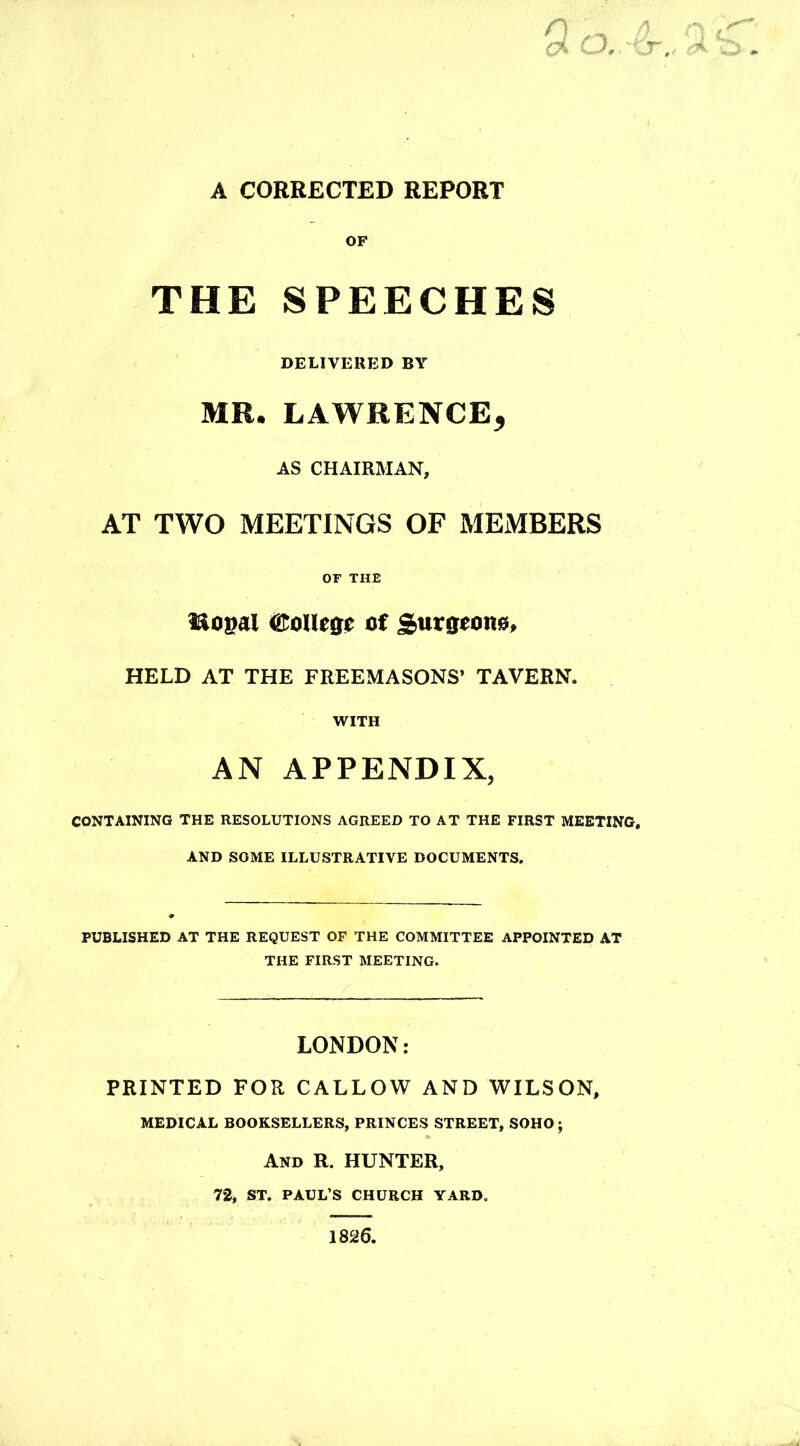 20. G. 25.
A CORRECTED REPORT
OF
THE SPEECHES
DELIVERED BY
MR. LAWRENCE,
AS CHAIRMAN,
AT TWO MEETINGS OF MEMBERS
OF THE
Royal College of Surgeons,
HELD AT THE FREEMASONS' TAVERN.
WITH
AN APPENDIX,
CONTAINING THE RESOLUTIONS AGREED TO AT THE FIRST MEETING,
AND SOME ILLUSTRATIVE DOCUMENTS.
PUBLISHED AT THE REQUEST OF THE COMMITTEE APPOINTED AT
THE FIRST MEETING.
LONDON:
PRINTED FOR CALLOW AND WILSON,
MEDICAL BOOKSELLERS, PRINCES STREET, SOHO;
AND R. HUNTER,
72, ST. PAUL'S CHURCH YARD.
1826.